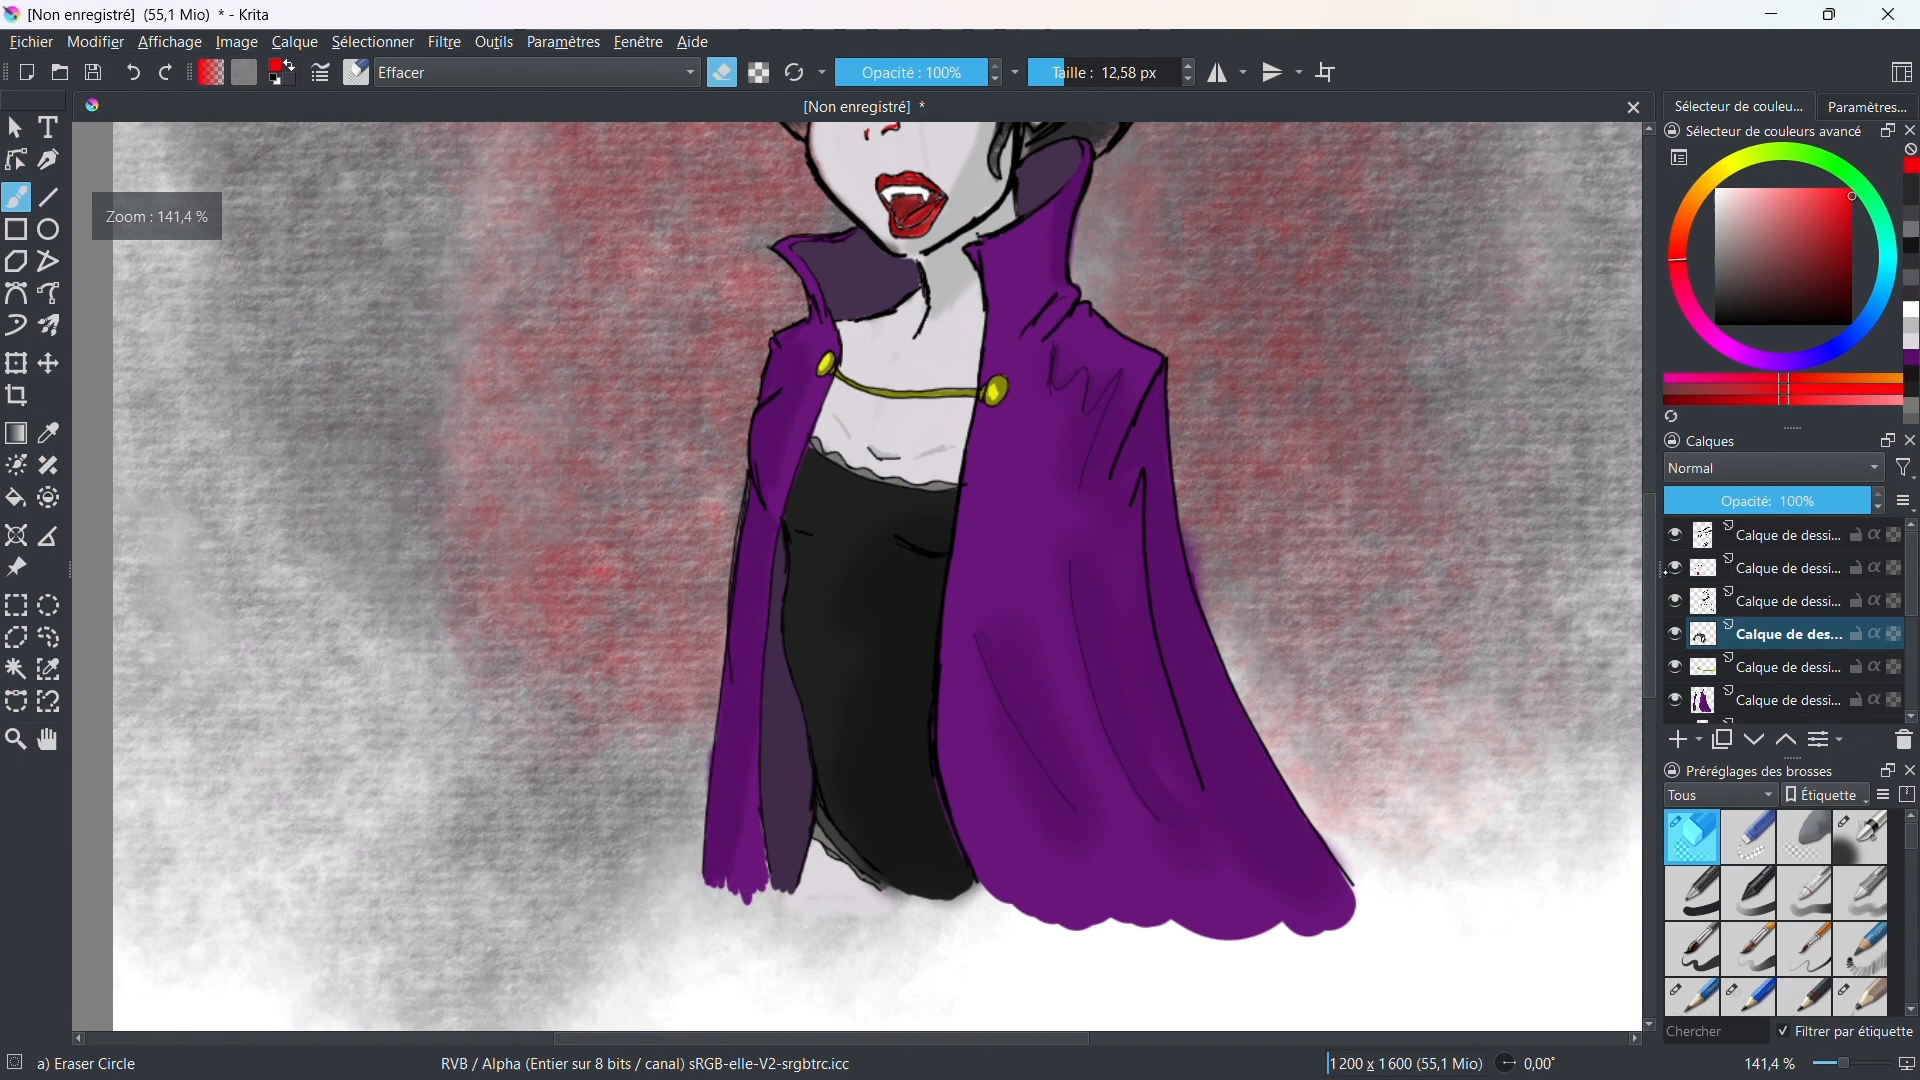 [Non enregistré] (55,1 Mio) * - Krita
Fichier Modifier Affichage Image Calque Sélectionner Filtre Outils Paramètres Fenêtre Aide
Effacer Opacité : 100% Taille : 12,58 px
[Non enregistré] *
Sélecteur de couleu... Paramètres...
Sélecteur de couleurs avancé
Zoom : 141,4 %
Calques
Normal
Opacité: 100%
Calque de dessi...
Calque de dessi...
Calque de dessi...
Calque de des...
Calque de dessi...
Calque de dessi...
Préréglages des brosses
Tous Étiquette
Chercher Filtrer par étiquette
a) Eraser Circle RVB / Alpha (Entier sur 8 bits / canal) sRGB-elle-V2-srgbtrc.icc 1 200 x 1 600 (55,1 Mio) 0,00° 141,4 %